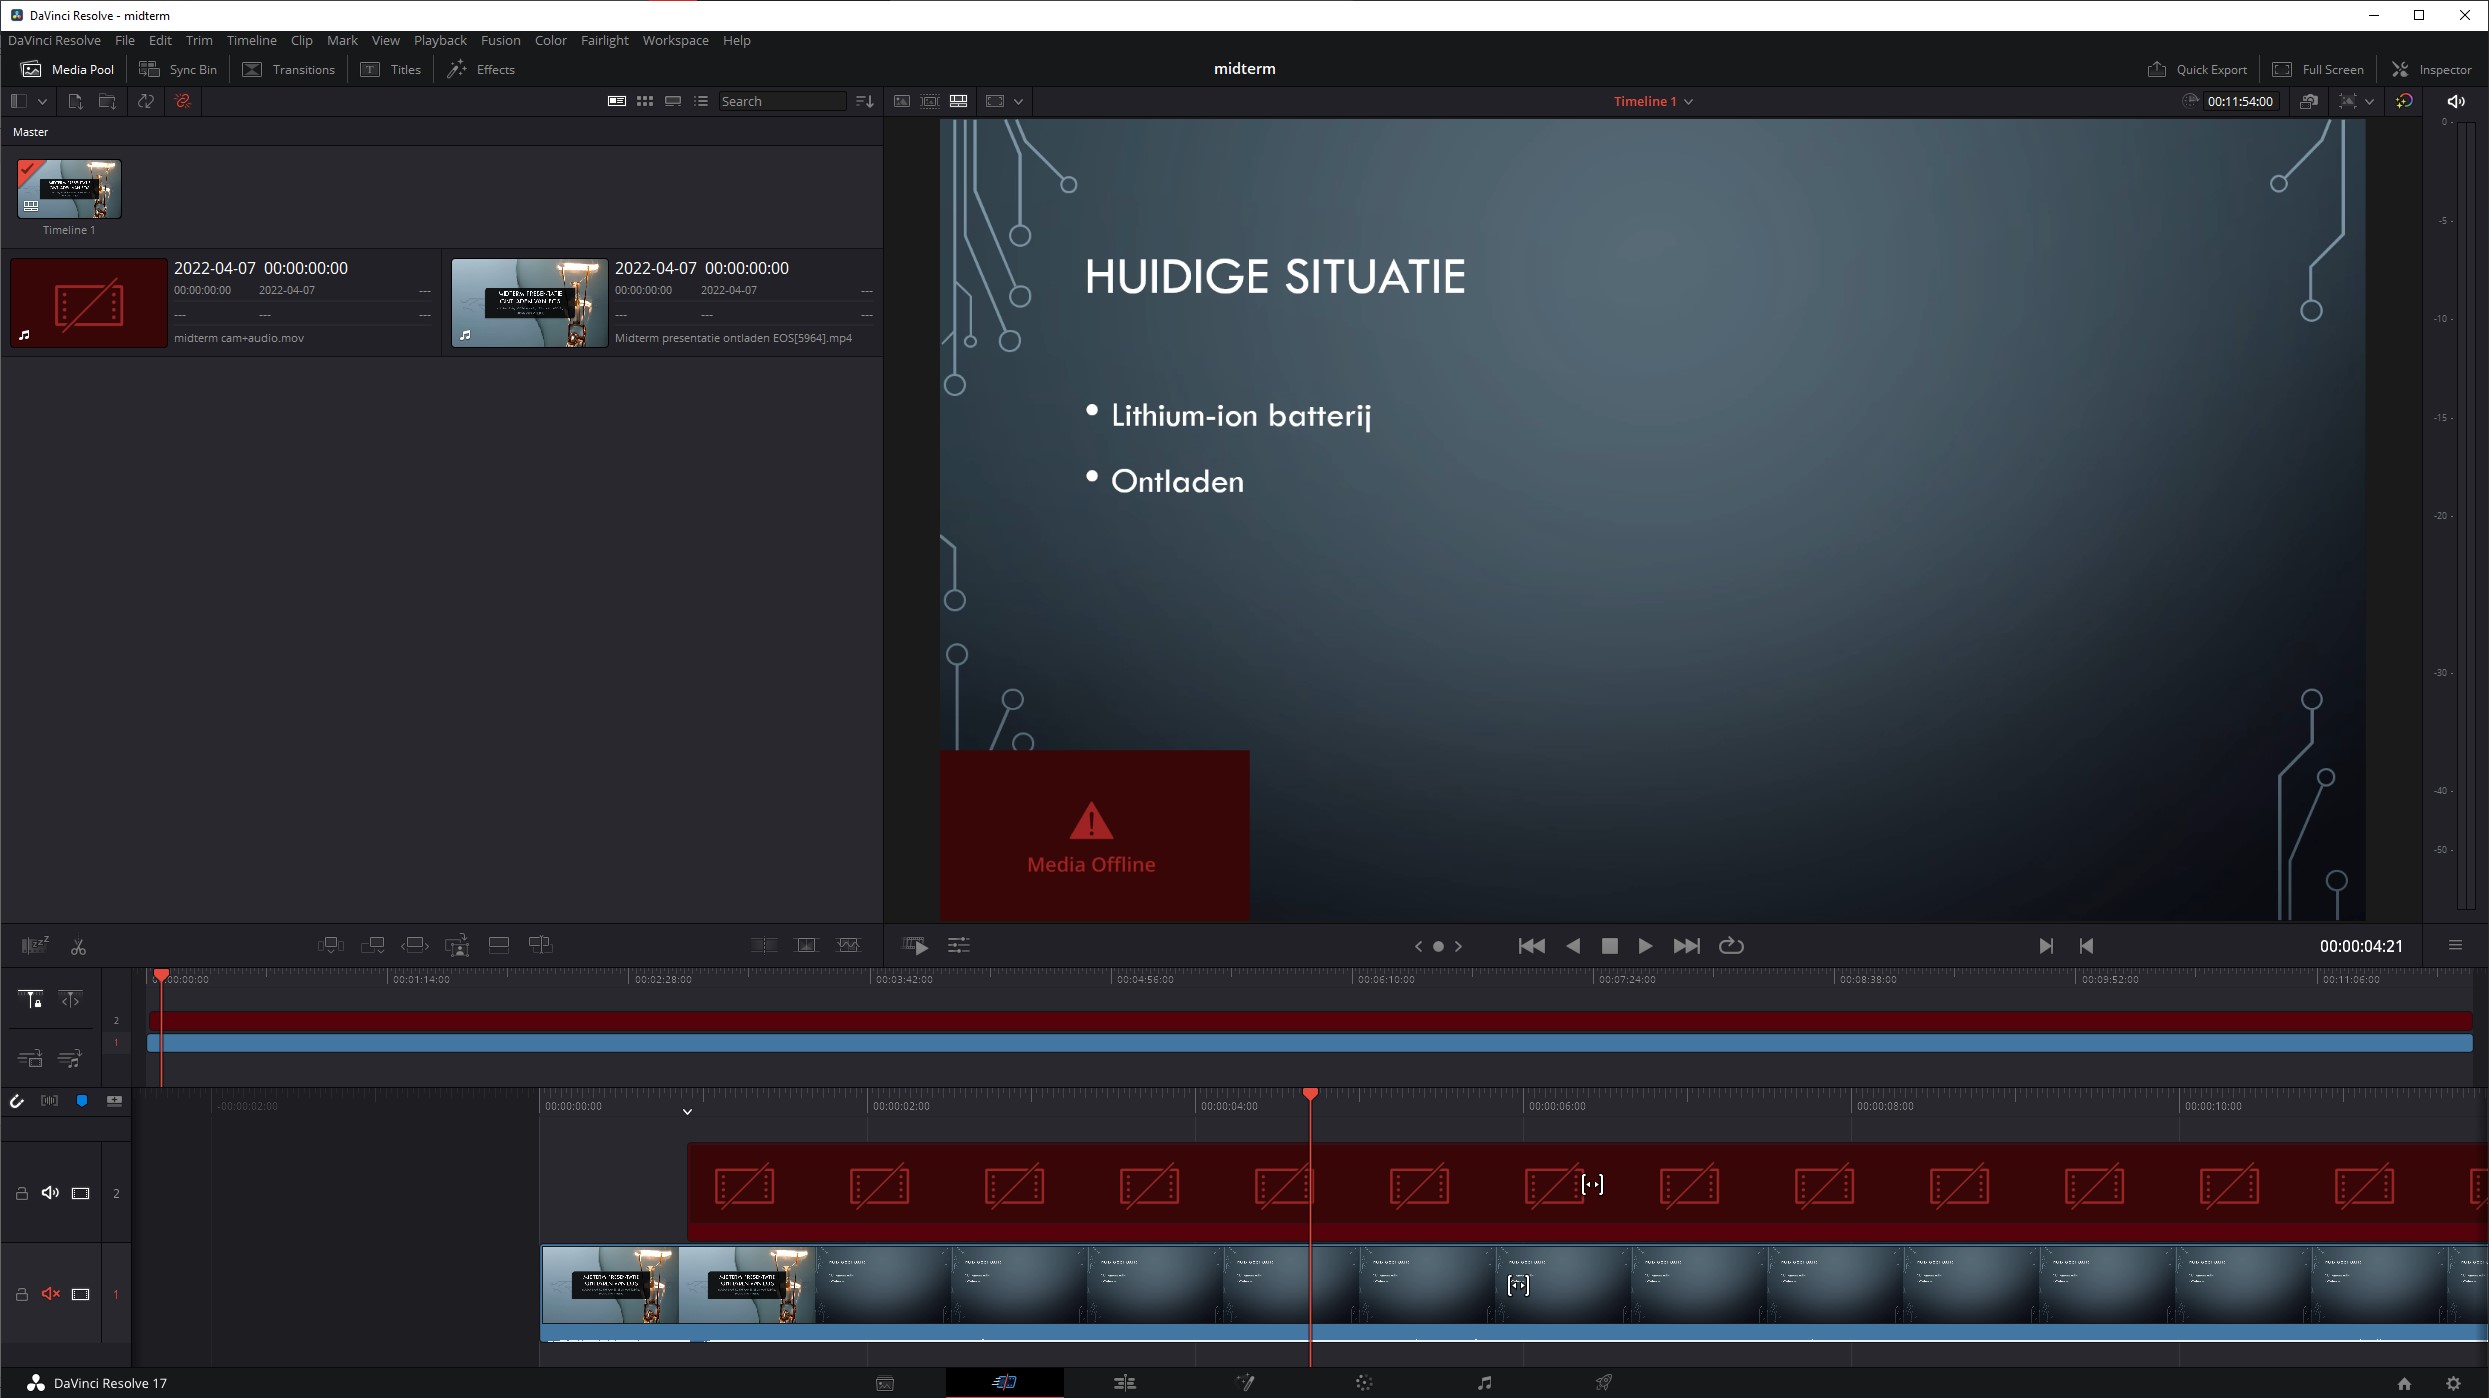 DaVinci Resolve - midterm
DaVinci Resolve File Edit Trim Timeline Clip Mark View Playback Fusion Color Fairlight Workspace Help
Media Pool Sync Bin Transitions Titles Effects midterm Quick Export Full Screen Inspector
Search Timeline 1 00:11:54:00
Master
Timeline 1
2022-04-07 00:00:00:00
00:00:00:00 2022-04-07 ---
--- --- ---
midterm cam+audio.mov
MIDTERM PRESENTATIE
ONTLADEN VAN EOS
2022-04-07 00:00:00:00
00:00:00:00 2022-04-07 ---
--- --- ---
Midterm presentatie ontladen EOS[5964].mp4
HUIDIGE SITUATIE
• Lithium-ion batterij
• Ontladen
Media Offline
0 -
-5 -
-10 -
-15 -
-20 -
-30 -
-40 -
-50 -
00:00:04:21
00:00:00 00:01:14:00 00:02:28:00 00:03:42:00 00:04:56:00 00:06:10:00 00:07:24:00 00:08:38:00 00:09:52:00 00:11:06:00
2
1
-00:00:02:00 00:00:00:00 00:00:02:00 00:00:04:00 00:00:06:00 00:00:08:00 00:00:10:00
2
1
DaVinci Resolve 17